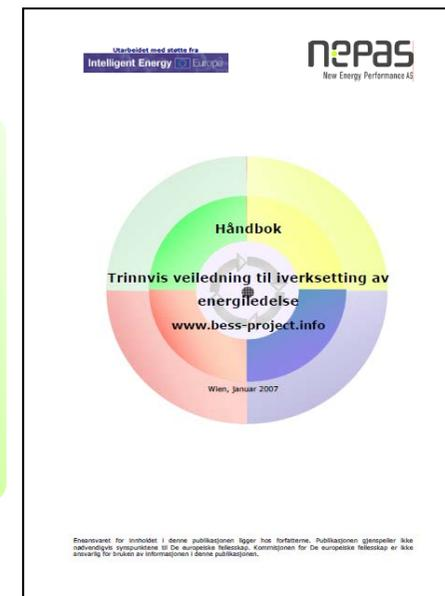 Utarbeidet med støtte fra
Intelligent Energy Europe
nepas
New Energy Performance AS
Håndbok
Trinnvis veiledning til iverksetting av
energiledelse
www.bess-project.info
Wien, Januar 2007
Eneansvaret for innholdet i denne publikasjonen ligger hos forfatterne. Publikasjonen gjenspeiler ikke
nødvendigvis synspunktene til De europeiske fellesskap. Kommisjonen for De europeiske fellesskap er ikke
ansvarlig for bruken av informasjonen i denne publikasjonen.